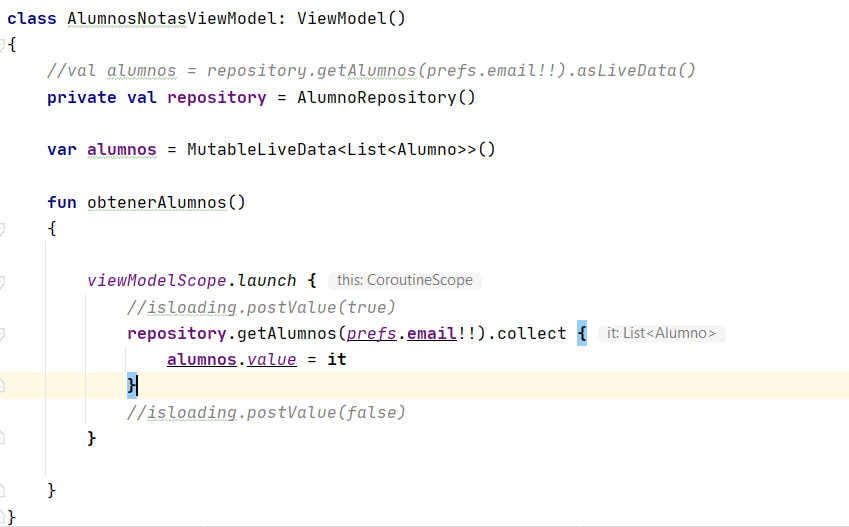 class AlumnosNotasViewModel: ViewModel()
{
//val alumnos = repository.getAlumnos(prefs.email!!).asLiveData()
private val repository = AlumnoRepository()
var alumnos = MutableLiveData<List<Alumno>>()
fun obtenerAlumnos()
{
viewModelScope.launch { this: CoroutineScope
//isloading.postValue(true)
repository.getAlumnos(prefs.email!!).collect { it: List<Alumno>
alumnos.value = it
}
//isloading.postValue(false)
}
}
}